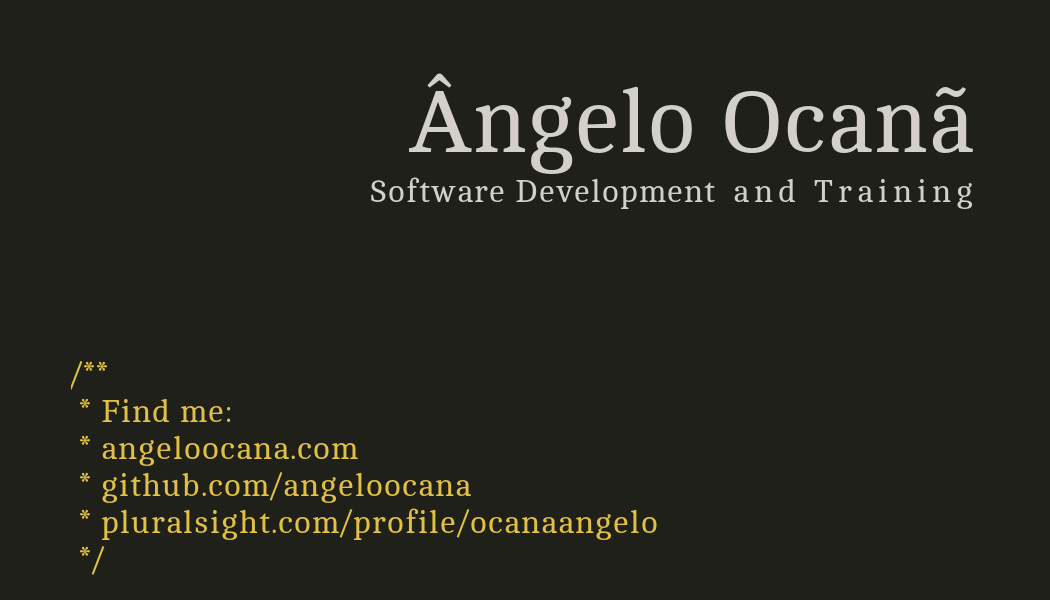 Ângelo Ocanã
Software Development and Training
/**
* Find me:
* angeloocana.com
* github.com/angeloocana
* pluralsight.com/profile/ocanaangelo
*/